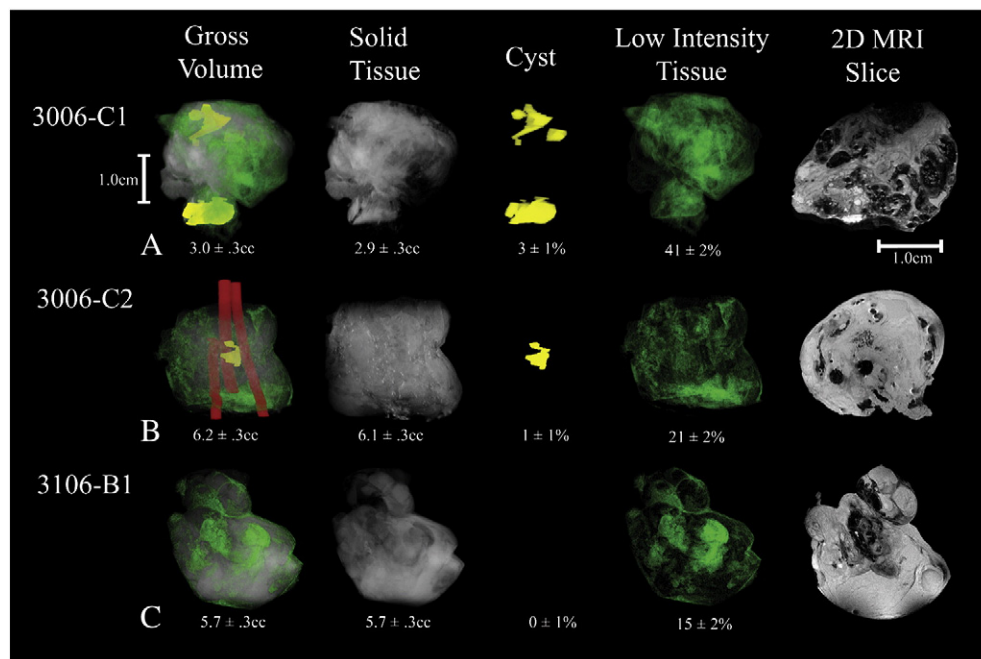 Gross Volume
Solid Tissue
Cyst
Low Intensity Tissue
2D MRI Slice
3006-C1
1.0cm
A
3.0 ± .3cc
2.9 ± .3cc
3 ± 1%
41 ± 2%
1.0cm
3006-C2
B
6.2 ± .3cc
6.1 ± .3cc
1 ± 1%
21 ± 2%
3106-B1
C
5.7 ± .3cc
5.7 ± .3cc
0 ± 1%
15 ± 2%